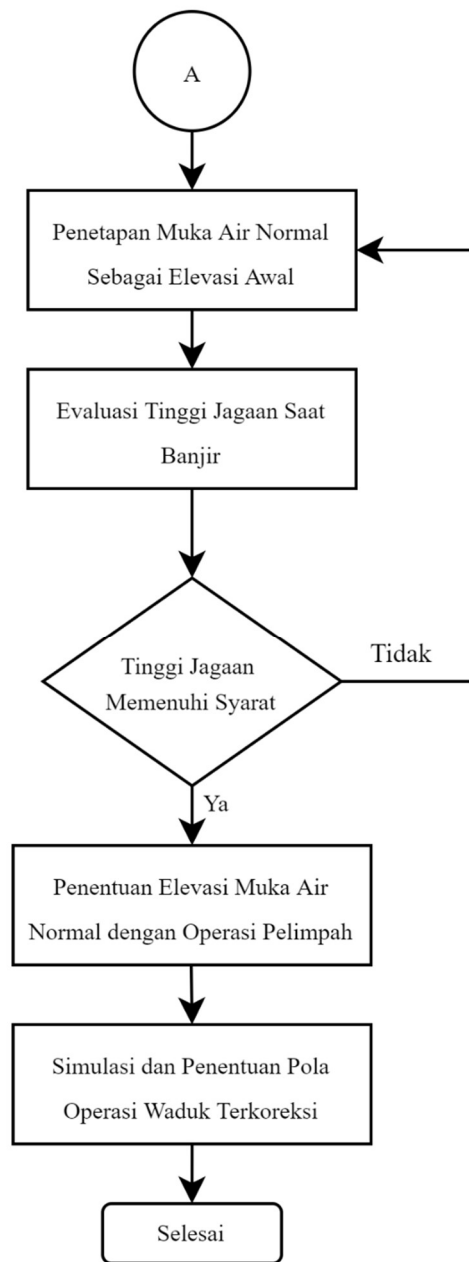 A
Penetapan Muka Air Normal
Sebagai Elevasi Awal
Evaluasi Tinggi Jagaan Saat
Banjir
Tinggi Jagaan
Memenuhi Syarat
Tidak
Ya
Penentuan Elevasi Muka Air
Normal dengan Operasi Pelimpah
Simulasi dan Penentuan Pola
Operasi Waduk Terkoreksi
Selesai